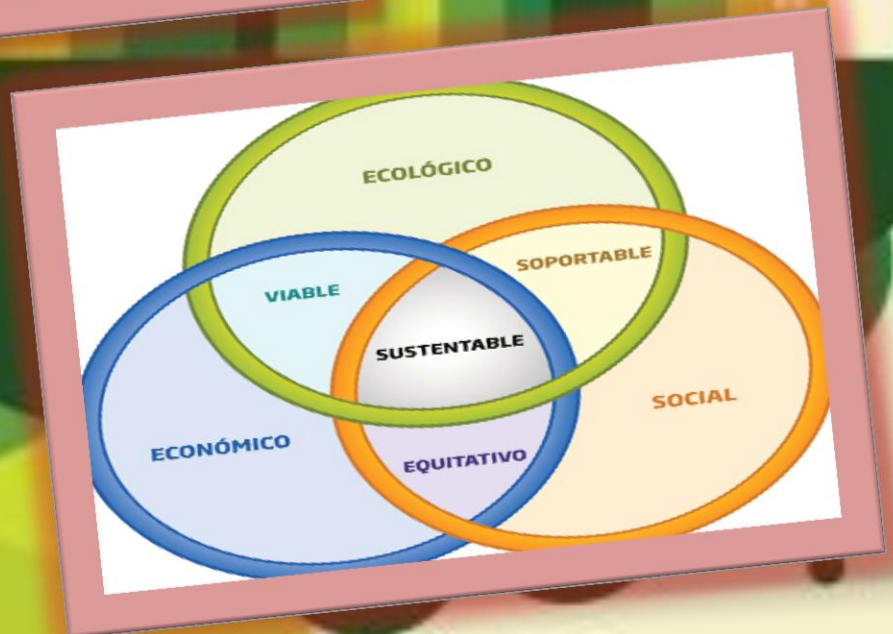 ECOLÓGICO
SOPORTABLE
VIABLE
SUSTENTABLE
SOCIAL
ECONÓMICO
EQUITATIVO